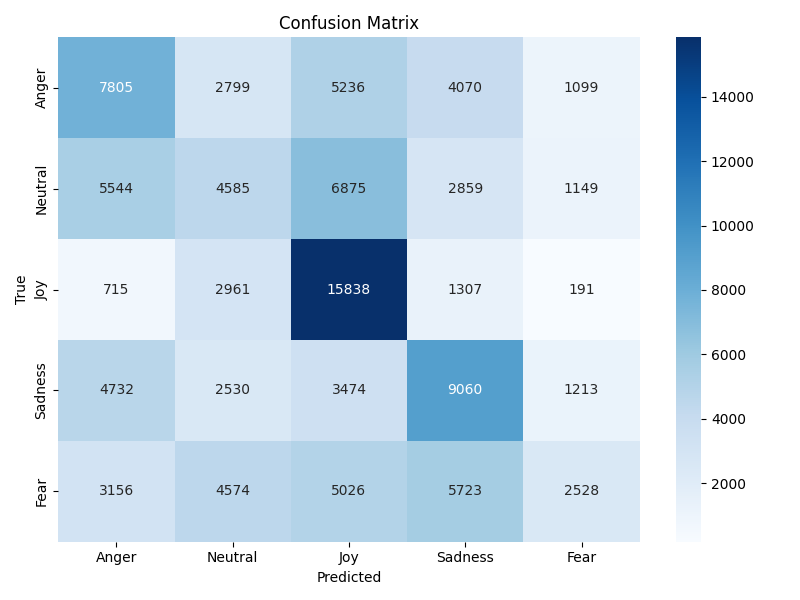 Confusion Matrix
True
Anger 7805 2799 5236 4070 1099
Neutral 5544 4585 6875 2859 1149
Joy 715 2961 15838 1307 191
Sadness 4732 2530 3474 9060 1213
Fear 3156 4574 5026 5723 2528
Anger Neutral Joy Sadness Fear
Predicted
14000
12000
10000
8000
6000
4000
2000